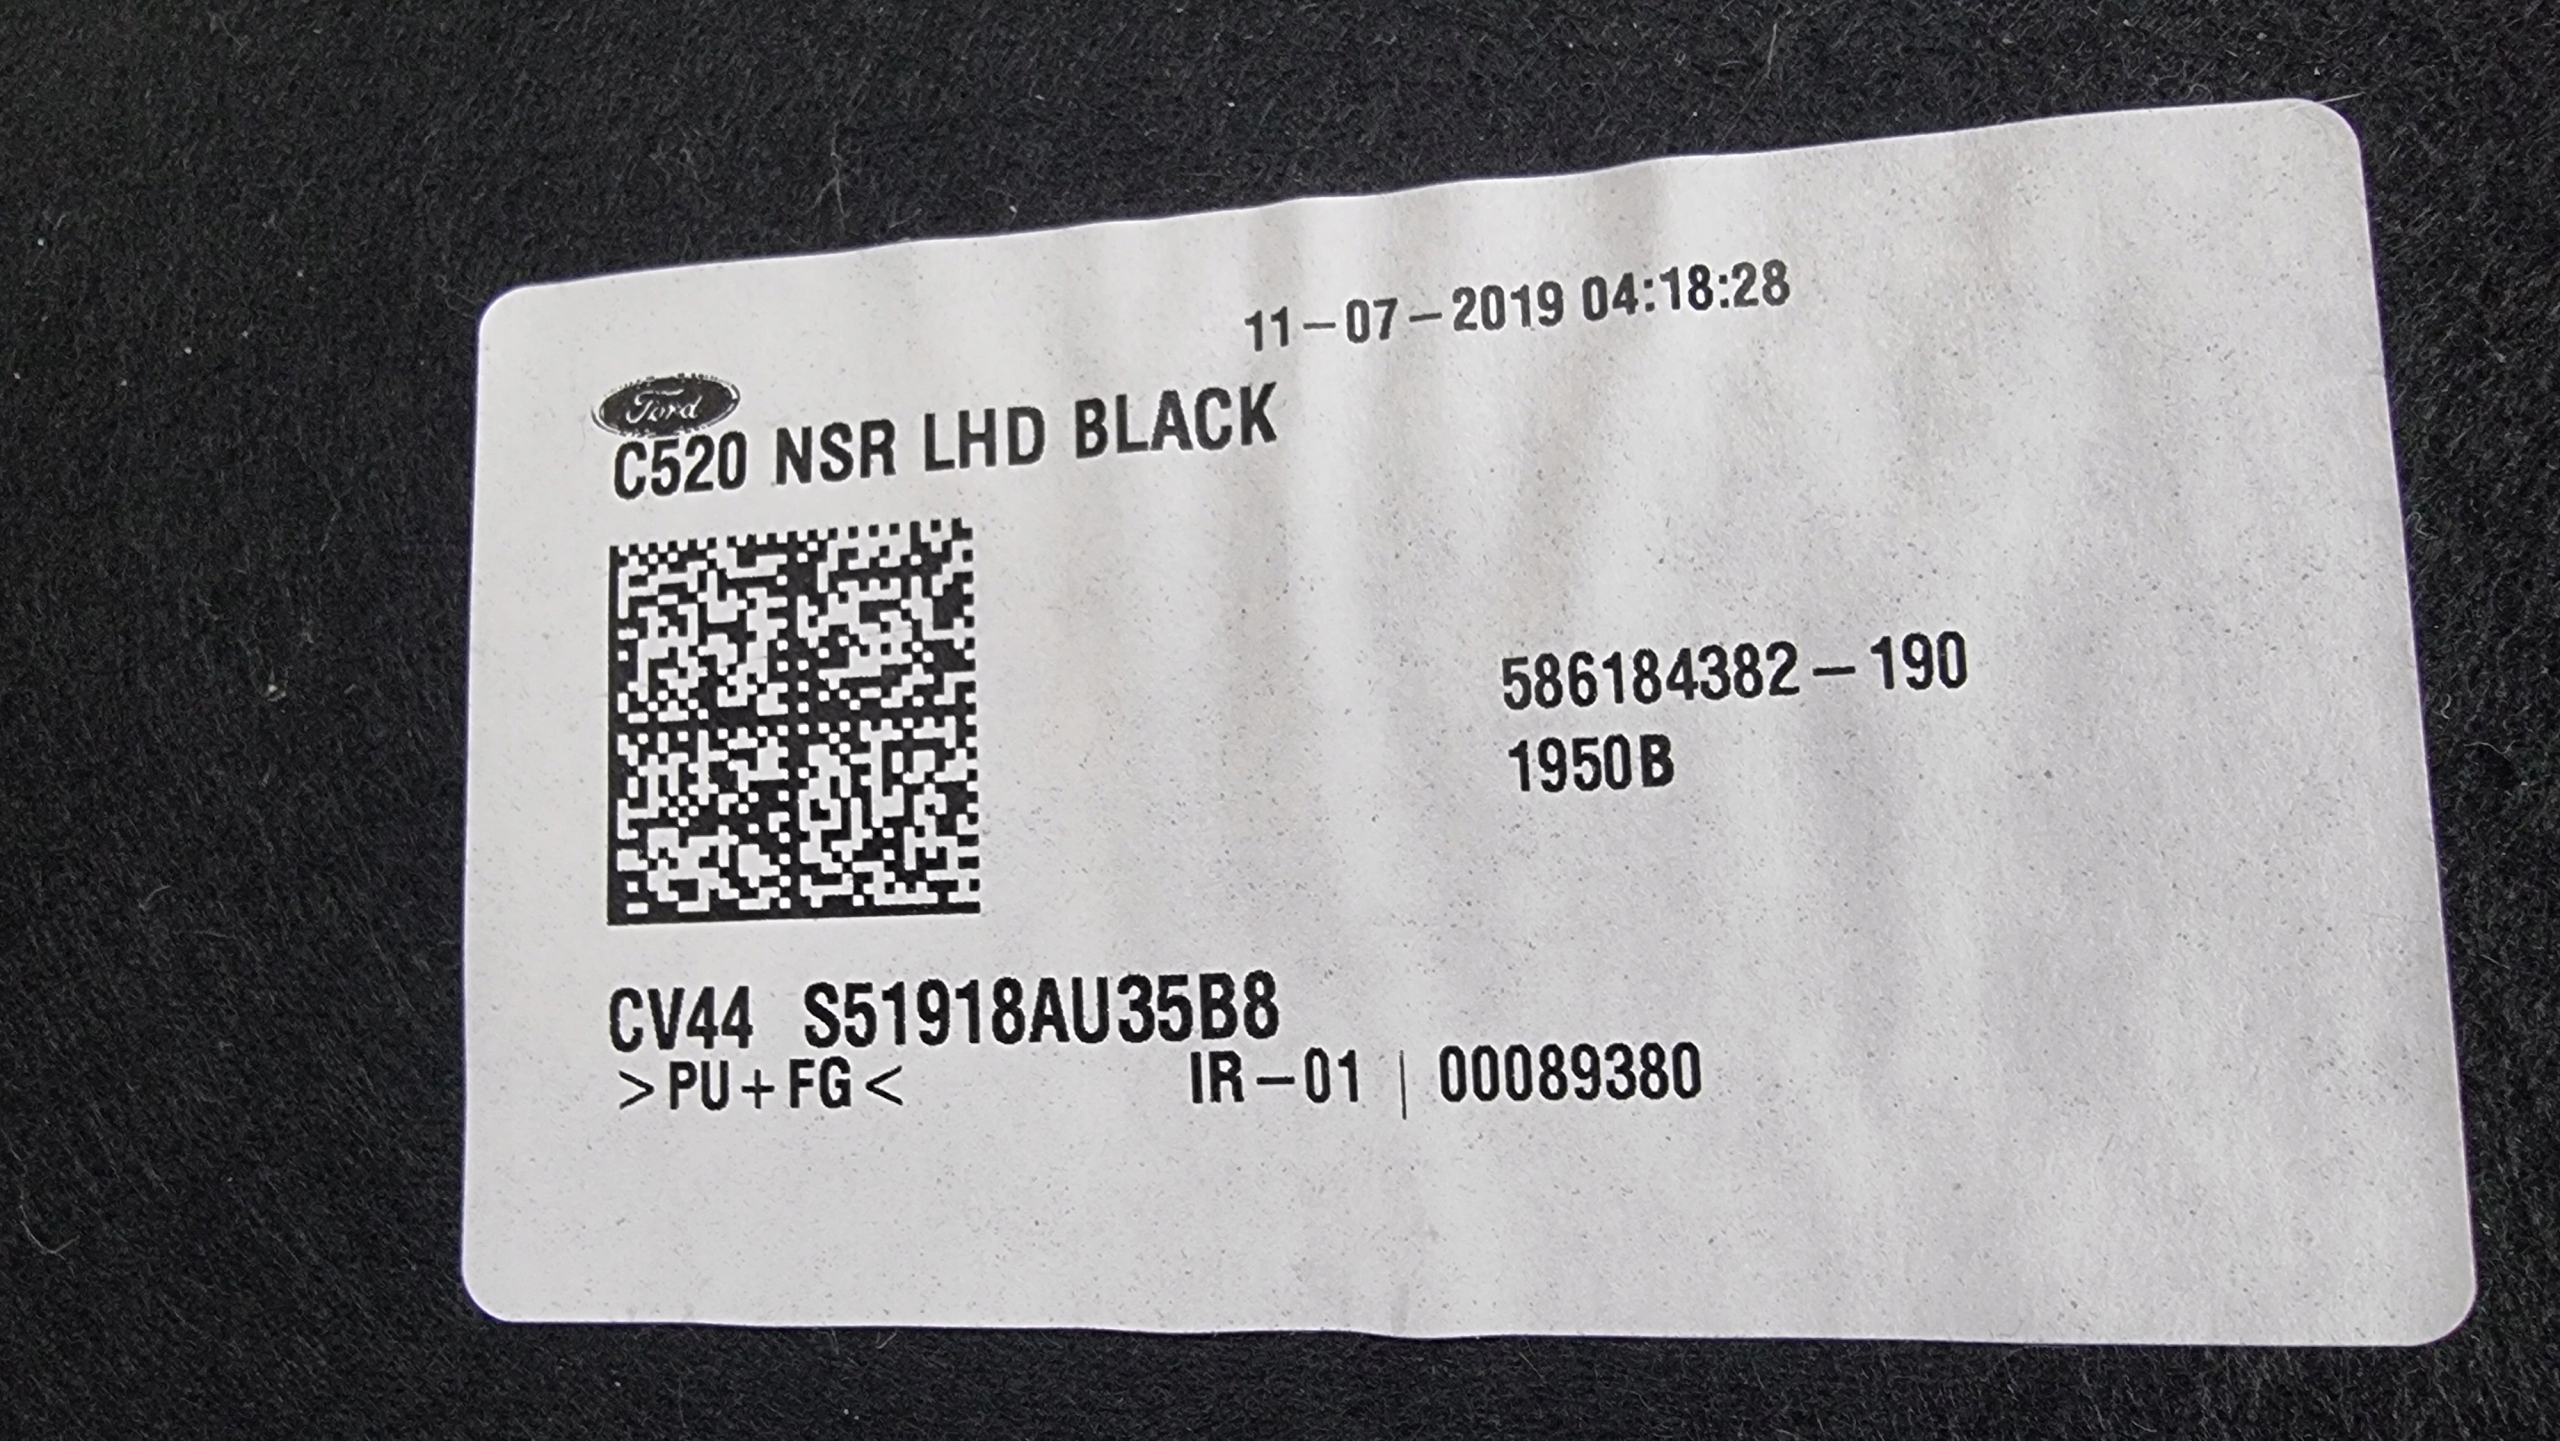 11-07-2019 04:18:28
Ford
C520 NSR LHD BLACK
586184382-190
1950B
CV44 S51918AU35B8
>PU+FG< IR-01 | 00089380